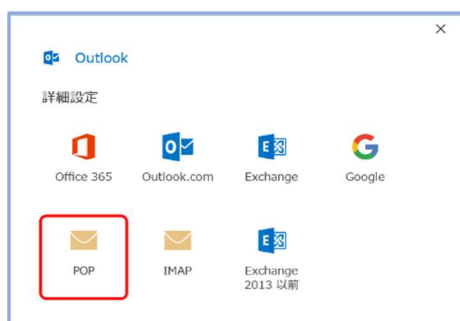 Outlook
詳細設定
Office 365
Outlook.com
Exchange
Google
POP
IMAP
Exchange
2013 以前